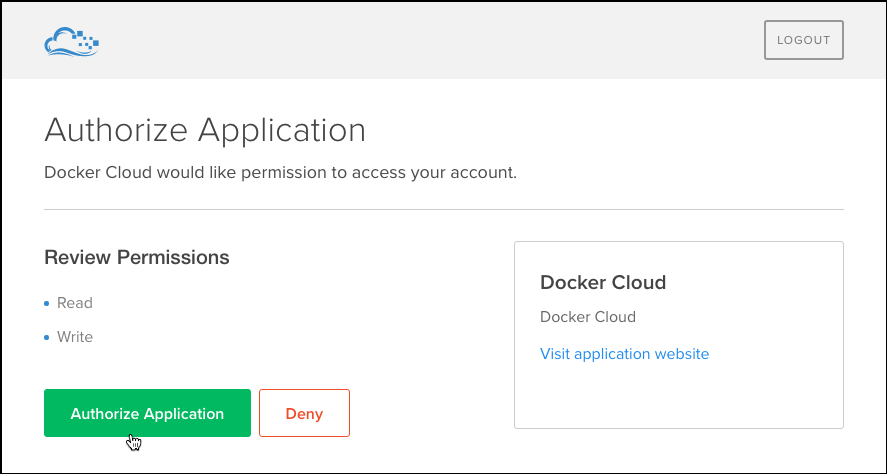 LOGOUT
Authorize Application
Docker Cloud would like permission to access your account.
Review Permissions
Read
Write
Authorize Application
Deny
Docker Cloud
Docker Cloud
Visit application website